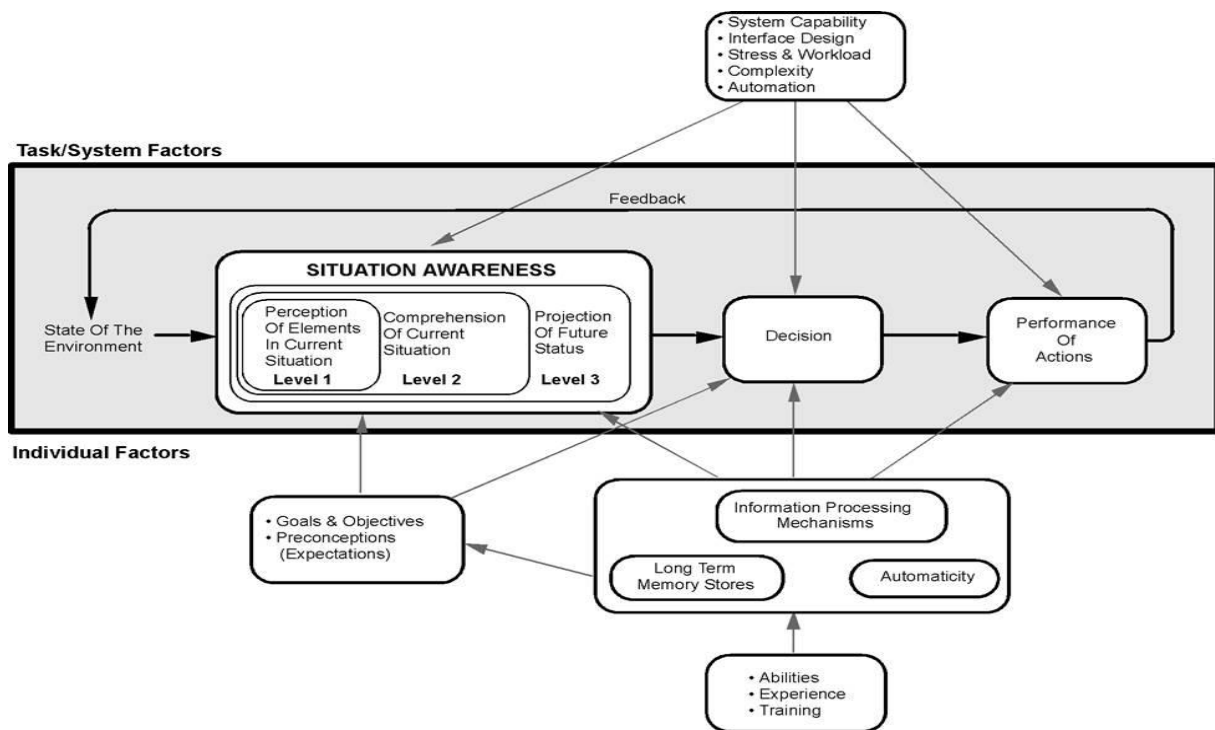 • System Capability
• Interface Design
• Stress & Workload
• Complexity
• Automation
Task/System Factors
Feedback
SITUATION AWARENESS
State Of The
Environment
Perception
Of Elements
In Current
Situation
Level 1
Comprehension
Of Current
Situation
Level 2
Projection
Of Future
Status
Level 3
Decision
Performance
Of
Actions
Individual Factors
• Goals & Objectives
• Preconceptions
(Expectations)
Information Processing
Mechanisms
Long Term
Memory Stores
Automaticity
• Abilities
• Experience
• Training